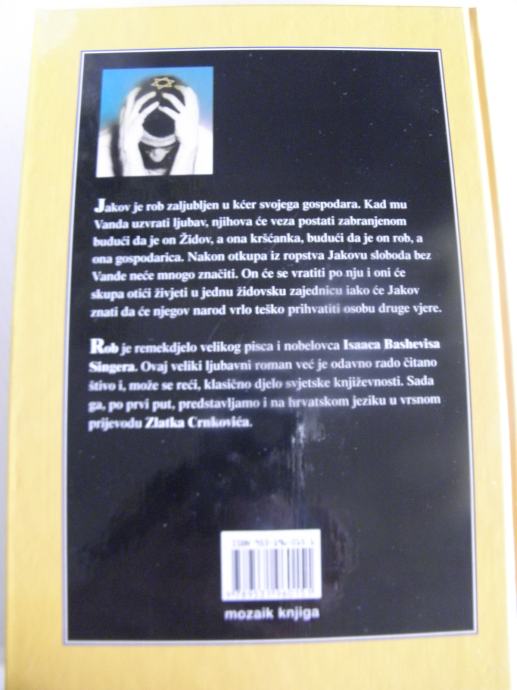 Jakov je rob zaljubljen u kćer svojega gospodara. Kad mu
Vanda uzvrati ljubav, njihova će veza postati zabranjenom
budući da je on Židov, a ona kršćanka, budući da je on rob, a
ona gospodarica. Nakon otkupa iz ropstva Jakovu sloboda bez
Vande neće mnogo značiti. On će se vratiti po nju i oni će
skupa otići živjeti u jednu židovsku zajednicu iako će Jakov
znati da će njegov narod vrlo teško prihvatiti osobu druge vjere.
Rob je remekdjelo velikog pisca i nobelovca Isaaca Bashevisa
Singera. Ovaj veliki ljubavni roman već je odavno rado čitano
štivo i, može se reći, klasično djelo svjetske književnosti. Sada
ga, po prvi put, predstavljamo i na hrvatskom jeziku u vrsnom
prijevodu Zlatka Crnkovića.
ISBN
mozaik knjiga